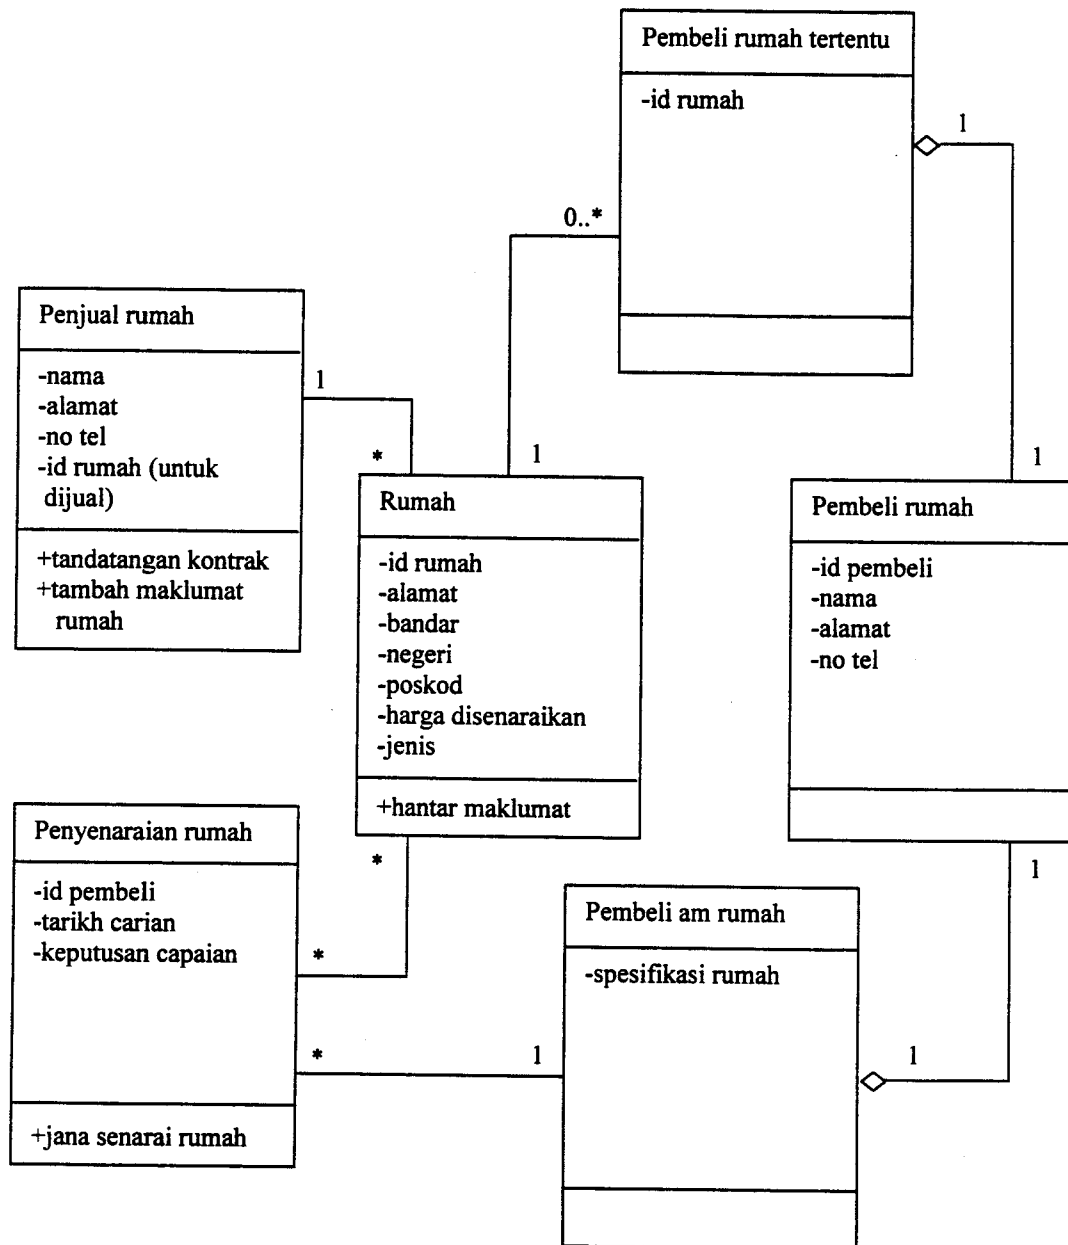 Pembeli rumah tertentu
-id rumah
1
0..*
1
1
Penjual rumah
-nama
-alamat
-no tel
-id rumah (untuk
dijual)
+tandatangan kontrak
+tambah maklumat
rumah
1
*
Rumah
-id rumah
-alamat
-bandar
-negeri
-poskod
-harga disenaraikan
-jenis
+hantar maklumat
Pembeli rumah
-id pembeli
-nama
-alamat
-no tel
Penyenaraian rumah
-id pembeli
-tarikh carian
-keputusan capaian
+jana senarai rumah
*
*
*
1
Pembeli am rumah
-spesifikasi rumah
1
1